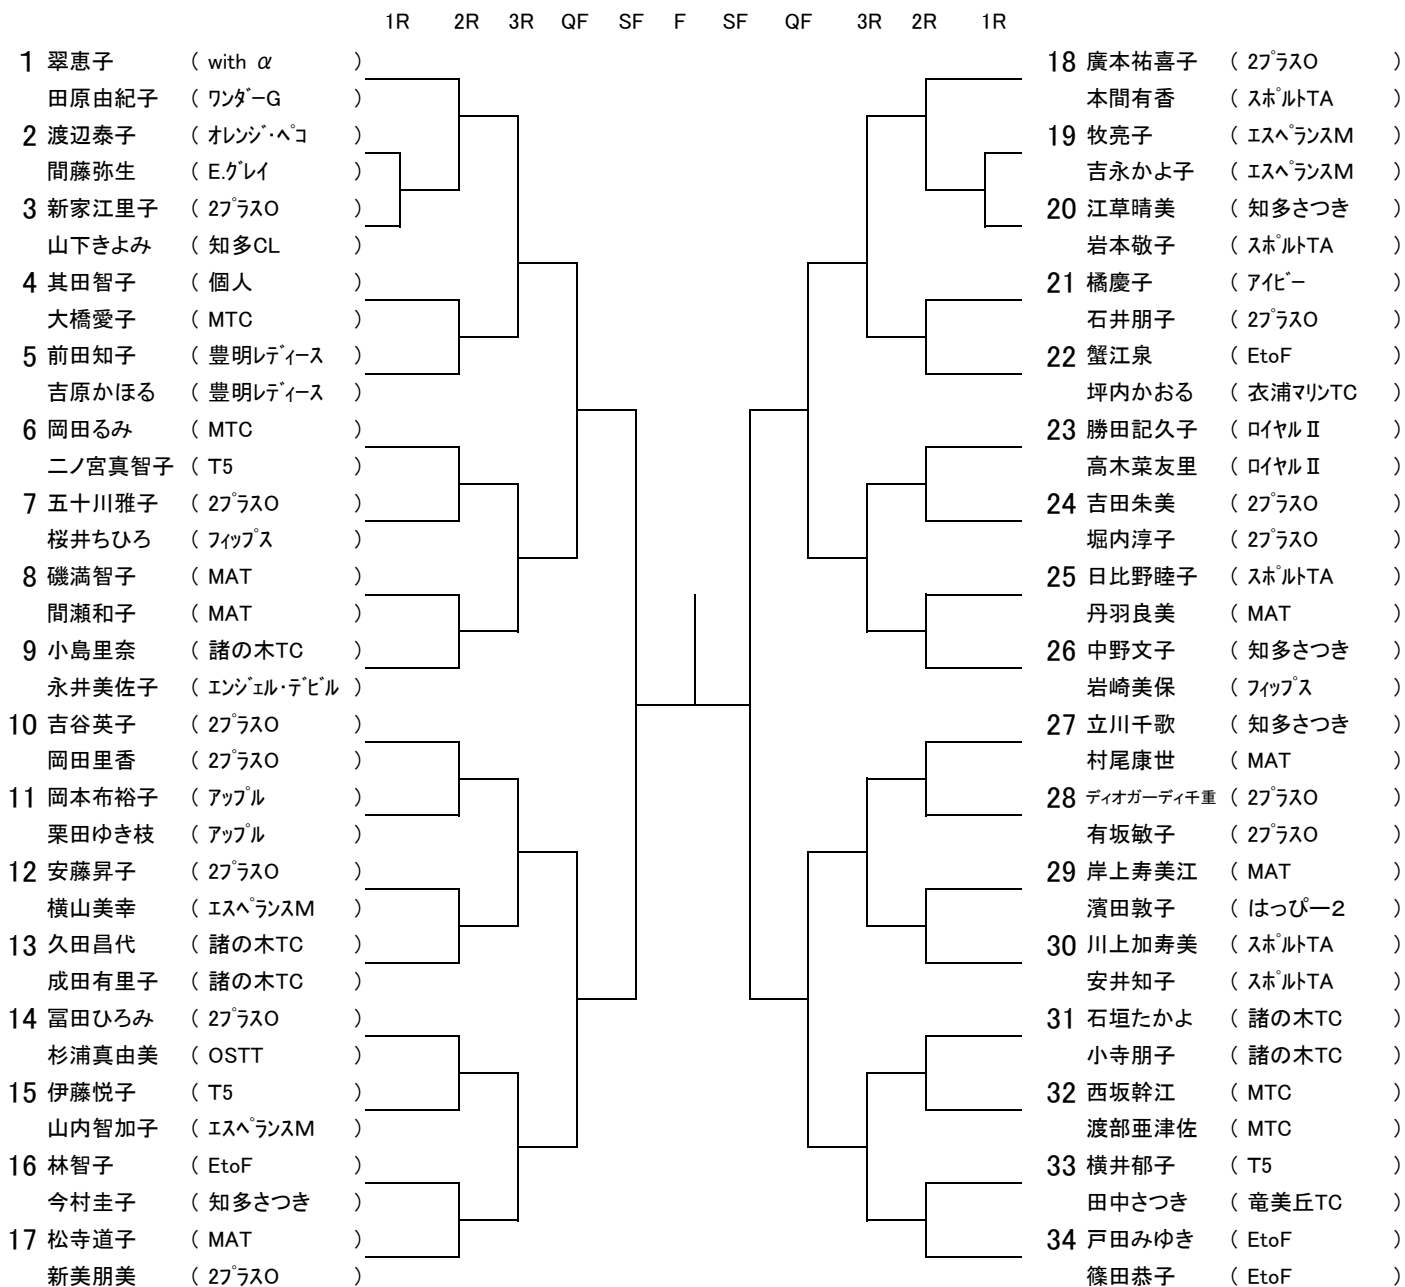 1R 2R 3R QF SF F SF QF 3R 2R 1R
1 翠恵子 ( with α )
田原由紀子 ( ﾜﾝﾀﾞｰG )
2 渡辺泰子 ( ｵﾚﾝｼﾞ･ﾍﾟｺ )
間藤弥生 ( E.ｸﾞﾚｲ )
3 新家江里子 ( 2ﾌﾟﾗｽO )
山下きよみ ( 知多CL )
4 其田智子 ( 個人 )
大橋愛子 ( MTC )
5 前田知子 ( 豊明ﾚﾃﾞｨｰｽ )
吉原かほる ( 豊明ﾚﾃﾞｨｰｽ )
6 岡田るみ ( MTC )
二ノ宮真智子 ( T5 )
7 五十川雅子 ( 2ﾌﾟﾗｽO )
桜井ちひろ ( ﾌｨｯﾌﾟｽ )
8 磯満智子 ( MAT )
間瀬和子 ( MAT )
9 小島里奈 ( 諸の木TC )
永井美佐子 ( ｴﾝｼﾞｪﾙ･ﾃﾞﾋﾞﾙ )
10 吉谷英子 ( 2ﾌﾟﾗｽO )
岡田里香 ( 2ﾌﾟﾗｽO )
11 岡本布裕子 ( ｱｯﾌﾟﾙ )
栗田ゆき枝 ( ｱｯﾌﾟﾙ )
12 安藤昇子 ( 2ﾌﾟﾗｽO )
横山美幸 ( ｴｽﾍﾟﾗﾝｽM )
13 久田昌代 ( 諸の木TC )
成田有里子 ( 諸の木TC )
14 冨田ひろみ ( 2ﾌﾟﾗｽO )
杉浦真由美 ( OSTT )
15 伊藤悦子 ( T5 )
山内智加子 ( ｴｽﾍﾟﾗﾝｽM )
16 林智子 ( EtoF )
今村圭子 ( 知多さつき )
17 松寺道子 ( MAT )
新美朋美 ( 2ﾌﾟﾗｽO )
18 廣本祐喜子 ( 2ﾌﾟﾗｽO )
本間有香 ( ｽﾎﾟﾙﾄTA )
19 牧亮子 ( ｴｽﾍﾟﾗﾝｽM )
吉永かよ子 ( ｴｽﾍﾟﾗﾝｽM )
20 江草晴美 ( 知多さつき )
岩本敬子 ( ｽﾎﾟﾙﾄTA )
21 橘慶子 ( ｱｲﾋﾞｰ )
石井朋子 ( 2ﾌﾟﾗｽO )
22 蟹江泉 ( EtoF )
坪内かおる ( 衣浦ﾏﾘﾝTC )
23 勝田記久子 ( ﾛｲﾔﾙⅡ )
高木菜友里 ( ﾛｲﾔﾙⅡ )
24 吉田朱美 ( 2ﾌﾟﾗｽO )
堀内淳子 ( 2ﾌﾟﾗｽO )
25 日比野睦子 ( ｽﾎﾟﾙﾄTA )
丹羽良美 ( MAT )
26 中野文子 ( 知多さつき )
岩崎美保 ( ﾌｨｯﾌﾟｽ )
27 立川千歌 ( 知多さつき )
村尾康世 ( MAT )
28 ディオガーディ千重 ( 2ﾌﾟﾗｽO )
有坂敏子 ( 2ﾌﾟﾗｽO )
29 岸上寿美江 ( MAT )
濱田敦子 ( はっぴー2 )
30 川上加寿美 ( ｽﾎﾟﾙﾄTA )
安井知子 ( ｽﾎﾟﾙﾄTA )
31 石垣たかよ ( 諸の木TC )
小寺朋子 ( 諸の木TC )
32 西坂幹江 ( MTC )
渡部亜津佐 ( MTC )
33 横井郁子 ( T5 )
田中さつき ( 竜美丘TC )
34 戸田みゆき ( EtoF )
篠田恭子 ( EtoF )